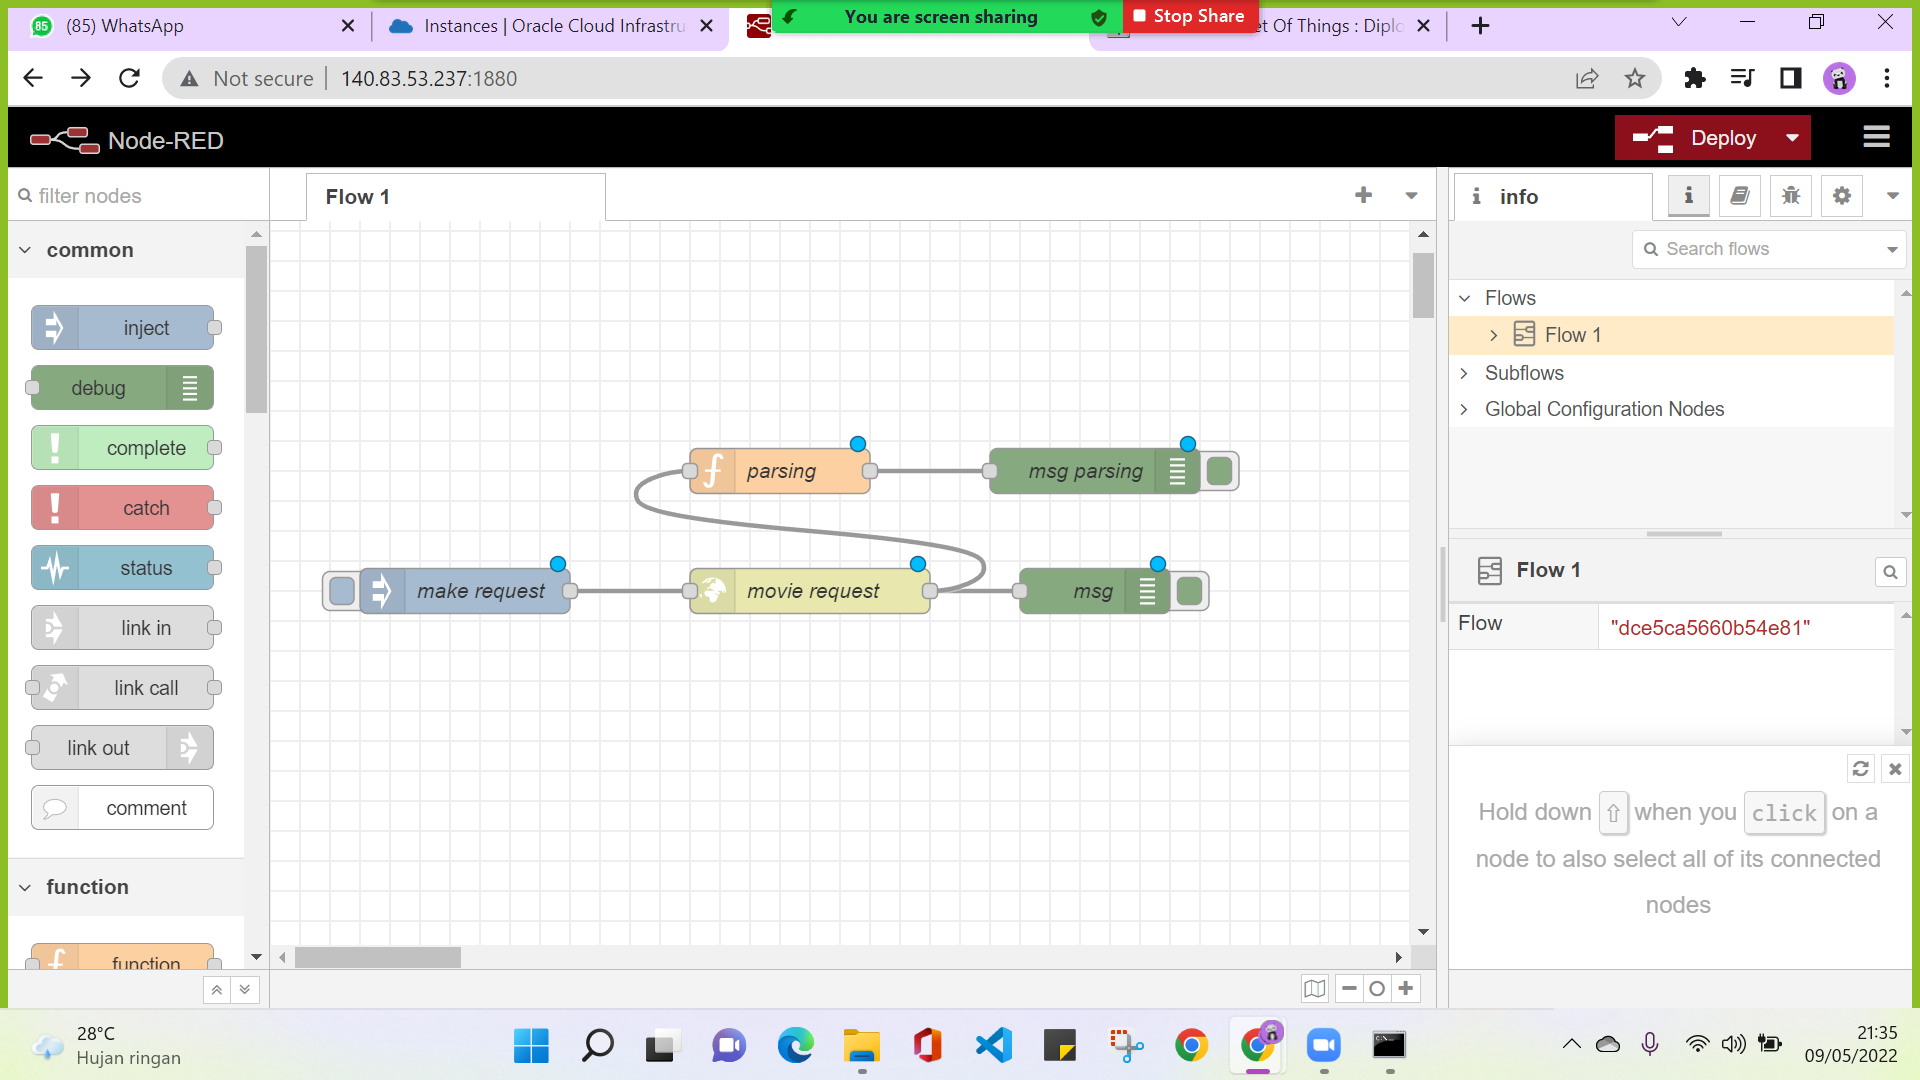 85
(85) WhatsApp
Instances | Oracle Cloud Infrastru
You are screen sharing
Stop Share
et Of Things : Diplo
Not secure
140.83.53.237:1880
Node-RED
Deploy
filter nodes
Flow 1
info
Search flows
common
inject
debug
complete
catch
status
link in
link call
link out
comment
function
function
parsing
msg parsing
make request
movie request
msg
Flows
Flow 1
Subflows
Global Configuration Nodes
Flow 1
Flow
"dce5ca5660b54e81"
Hold down ⇧ when you click on a
node to also select all of its connected
nodes
28°C
Hujan ringan
21:35
09/05/2022